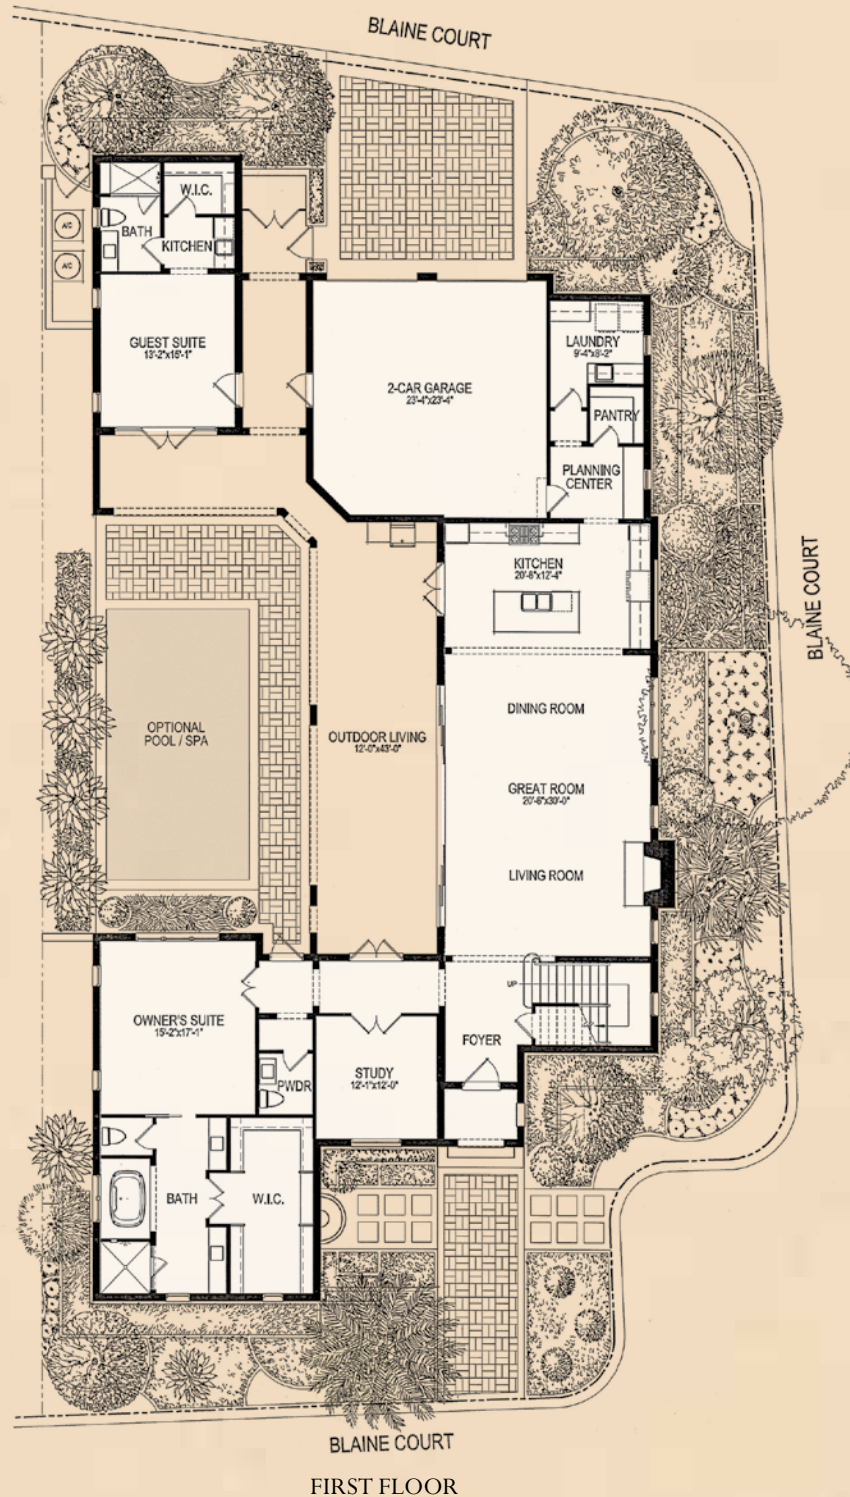 BLAINE COURT
W.I.C.
BATH
KITCHEN
A/C
A/C
GUEST SUITE
13'-2"x15'-1"
LAUNDRY
9'-4"x8'-2"
2-CAR GARAGE
23'-4"x23'-4"
PANTRY
PLANNING
CENTER
KITCHEN
20'-6"x12'-4"
BLAINE COURT
DINING ROOM
OPTIONAL
POOL / SPA
OUTDOOR LIVING
12'-0"x43'-0"
GREAT ROOM
20'-6"x30'-0"
LIVING ROOM
UP
OWNER'S SUITE
15'-2"x17'-1"
FOYER
STUDY
12'-1"x12'-0"
PWDR
BATH
W.I.C.
BLAINE COURT
FIRST FLOOR